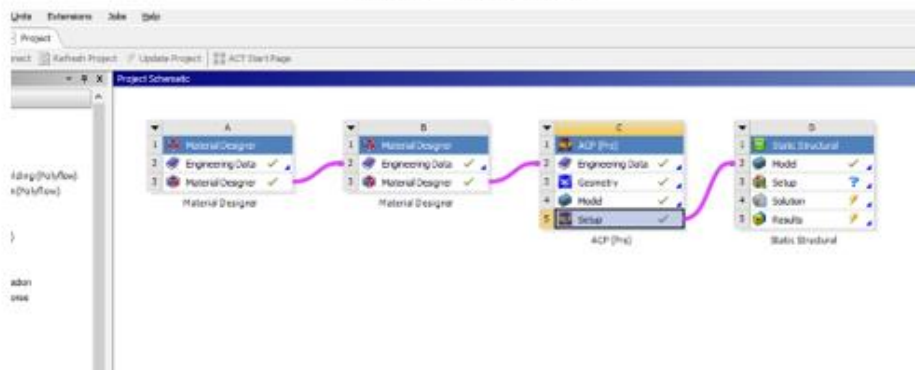 Units Extensions Jobs Help
Project
Refresh Project Update Project ACT Start Page
Project Schematic
A
1 Material Designer
2 Engineering Data
3 Material Designer
Material Designer
B
1 Material Designer
2 Engineering Data
3 Material Designer
Material Designer
C
1 ACP (Pre)
2 Engineering Data
3 Geometry
4 Model
5 Setup
ACP (Pre)
D
1 Static Structural
2 Model
3 Setup
4 Solution
5 Results
Static Structural
lding (Polyflow)
n (Polyflow)
)